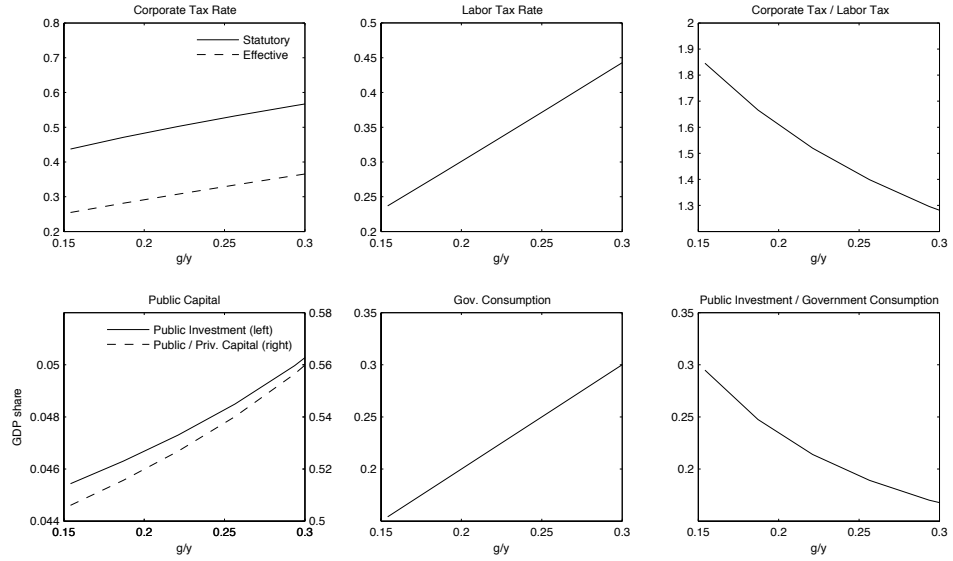 Corporate Tax Rate
0.8
0.7
0.6
0.5
0.4
0.3
0.2
Statutory
Effective
0.15 0.2 0.25 0.3
g/y
Labor Tax Rate
0.5
0.45
0.4
0.35
0.3
0.25
0.2
0.15 0.2 0.25 0.3
g/y
Corporate Tax / Labor Tax
2
1.9
1.8
1.7
1.6
1.5
1.4
1.3
0.15 0.2 0.25 0.3
g/y
Public Capital
GDP share
0.05
0.048
0.046
0.044
Public Investment (left)
Public / Priv. Capital (right)
0.58
0.56
0.54
0.52
0.5
0.15 0.2 0.25 0.3
g/y
Gov. Consumption
0.35
0.3
0.25
0.2
0.15 0.2 0.25 0.3
g/y
Public Investment / Government Consumption
0.35
0.3
0.25
0.2
0.15 0.2 0.25 0.3
g/y